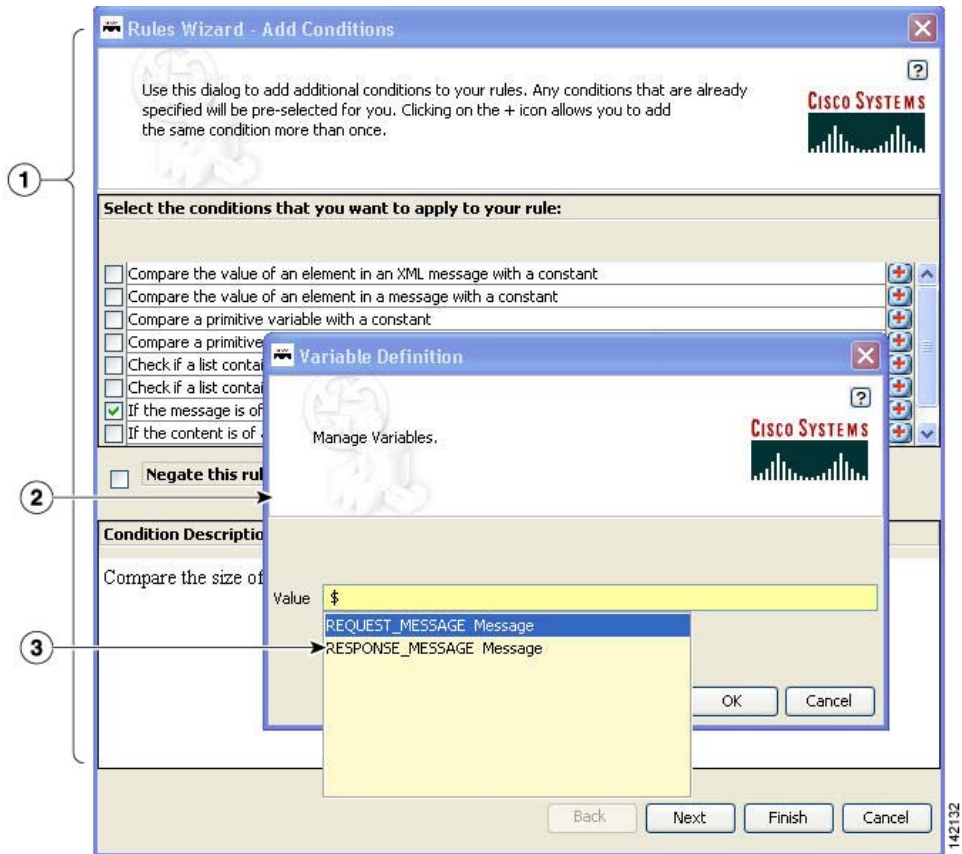 Rules Wizard - Add Conditions
Use this dialog to add additional conditions to your rules. Any conditions that are already
specified will be pre-selected for you. Clicking on the + icon allows you to add
the same condition more than once.
?
CISCO SYSTEMS
1
Select the conditions that you want to apply to your rule:
Compare the value of an element in an XML message with a constant
Compare the value of an element in a message with a constant
Compare a primitive variable with a constant
Compare a primitive
Check if a list contai
Check if a list contai
If the message is of
If the content is of
Negate this rul
2
Variable Definition
?
Manage Variables.
CISCO SYSTEMS
Condition Descriptio
Compare the size of
Value $
REQUEST_MESSAGE Message
3
RESPONSE_MESSAGE Message
OK Cancel
Back Next Finish Cancel
142132